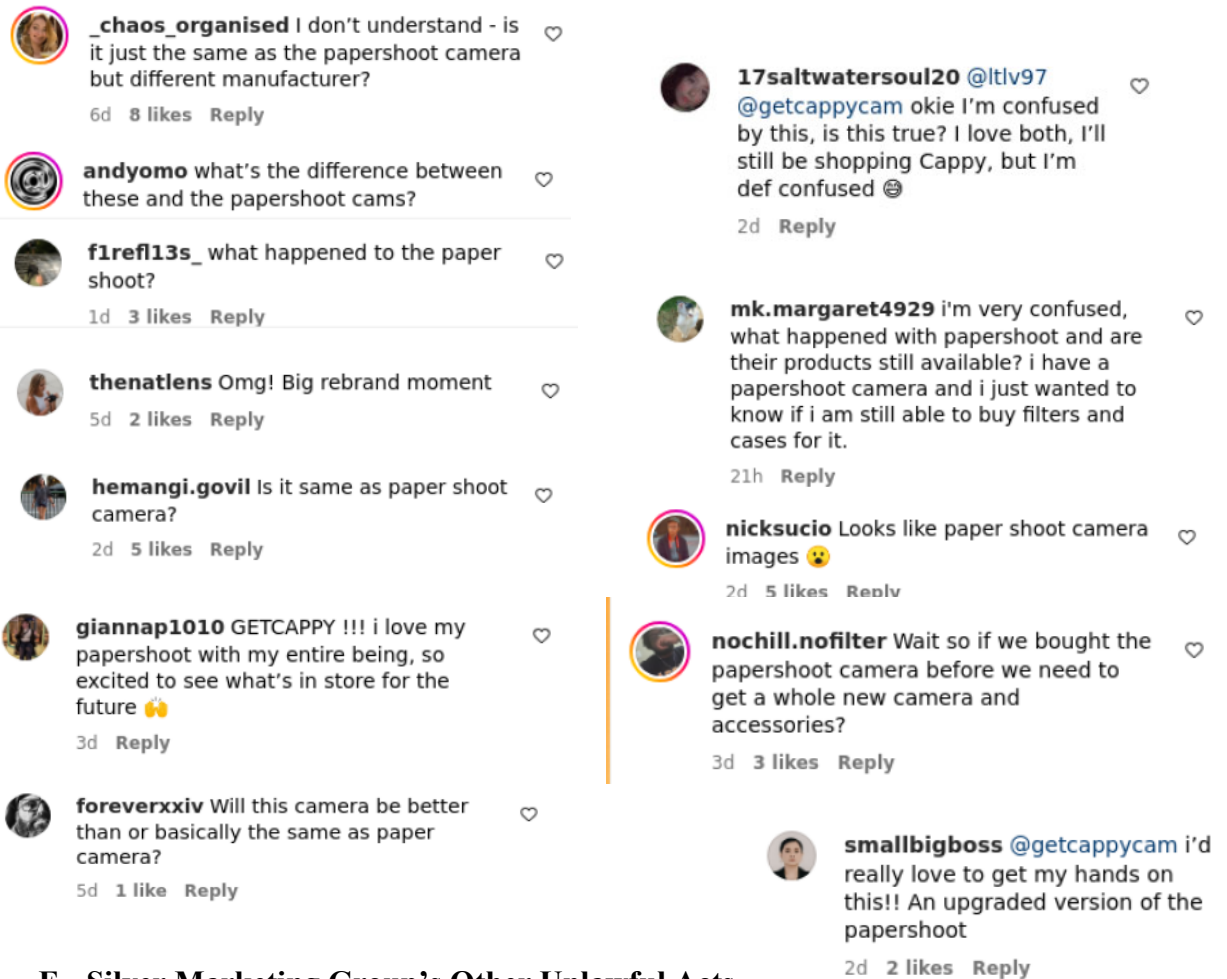 _chaos_organised I don’t understand - is
it just the same as the papershoot camera
but different manufacturer?
6d 8 likes Reply
andyomo what’s the difference between
these and the papershoot cams?
f1refl13s_ what happened to the paper
shoot?
1d 3 likes Reply
thenatlens Omg! Big rebrand moment
5d 2 likes Reply
hemangi.govil Is it same as paper shoot
camera?
2d 5 likes Reply
giannap1010 GETCAPPY !!! i love my
papershoot with my entire being, so
excited to see what’s in store for the
future 🙌
3d Reply
foreverxxiv Will this camera be better
than or basically the same as paper
camera?
5d 1 like Reply
17saltwatersoul20 @ltlv97
@getcappycam okie I’m confused
by this, is this true? I love both, I’ll
still be shopping Cappy, but I’m
def confused 😅
2d Reply
mk.margaret4929 i'm very confused,
what happened with papershoot and are
their products still available? i have a
papershoot camera and i just wanted to
know if i am still able to buy filters and
cases for it.
21h Reply
nicksucio Looks like paper shoot camera
images 😮
2d 5 likes Reply
nochill.nofilter Wait so if we bought the
papershoot camera before we need to
get a whole new camera and
accessories?
3d 3 likes Reply
smallbigboss @getcappycam i’d
really love to get my hands on
this!! An upgraded version of the
papershoot
2d 2 likes Reply
Silver Marketing Group’s Other Unlawful Acts